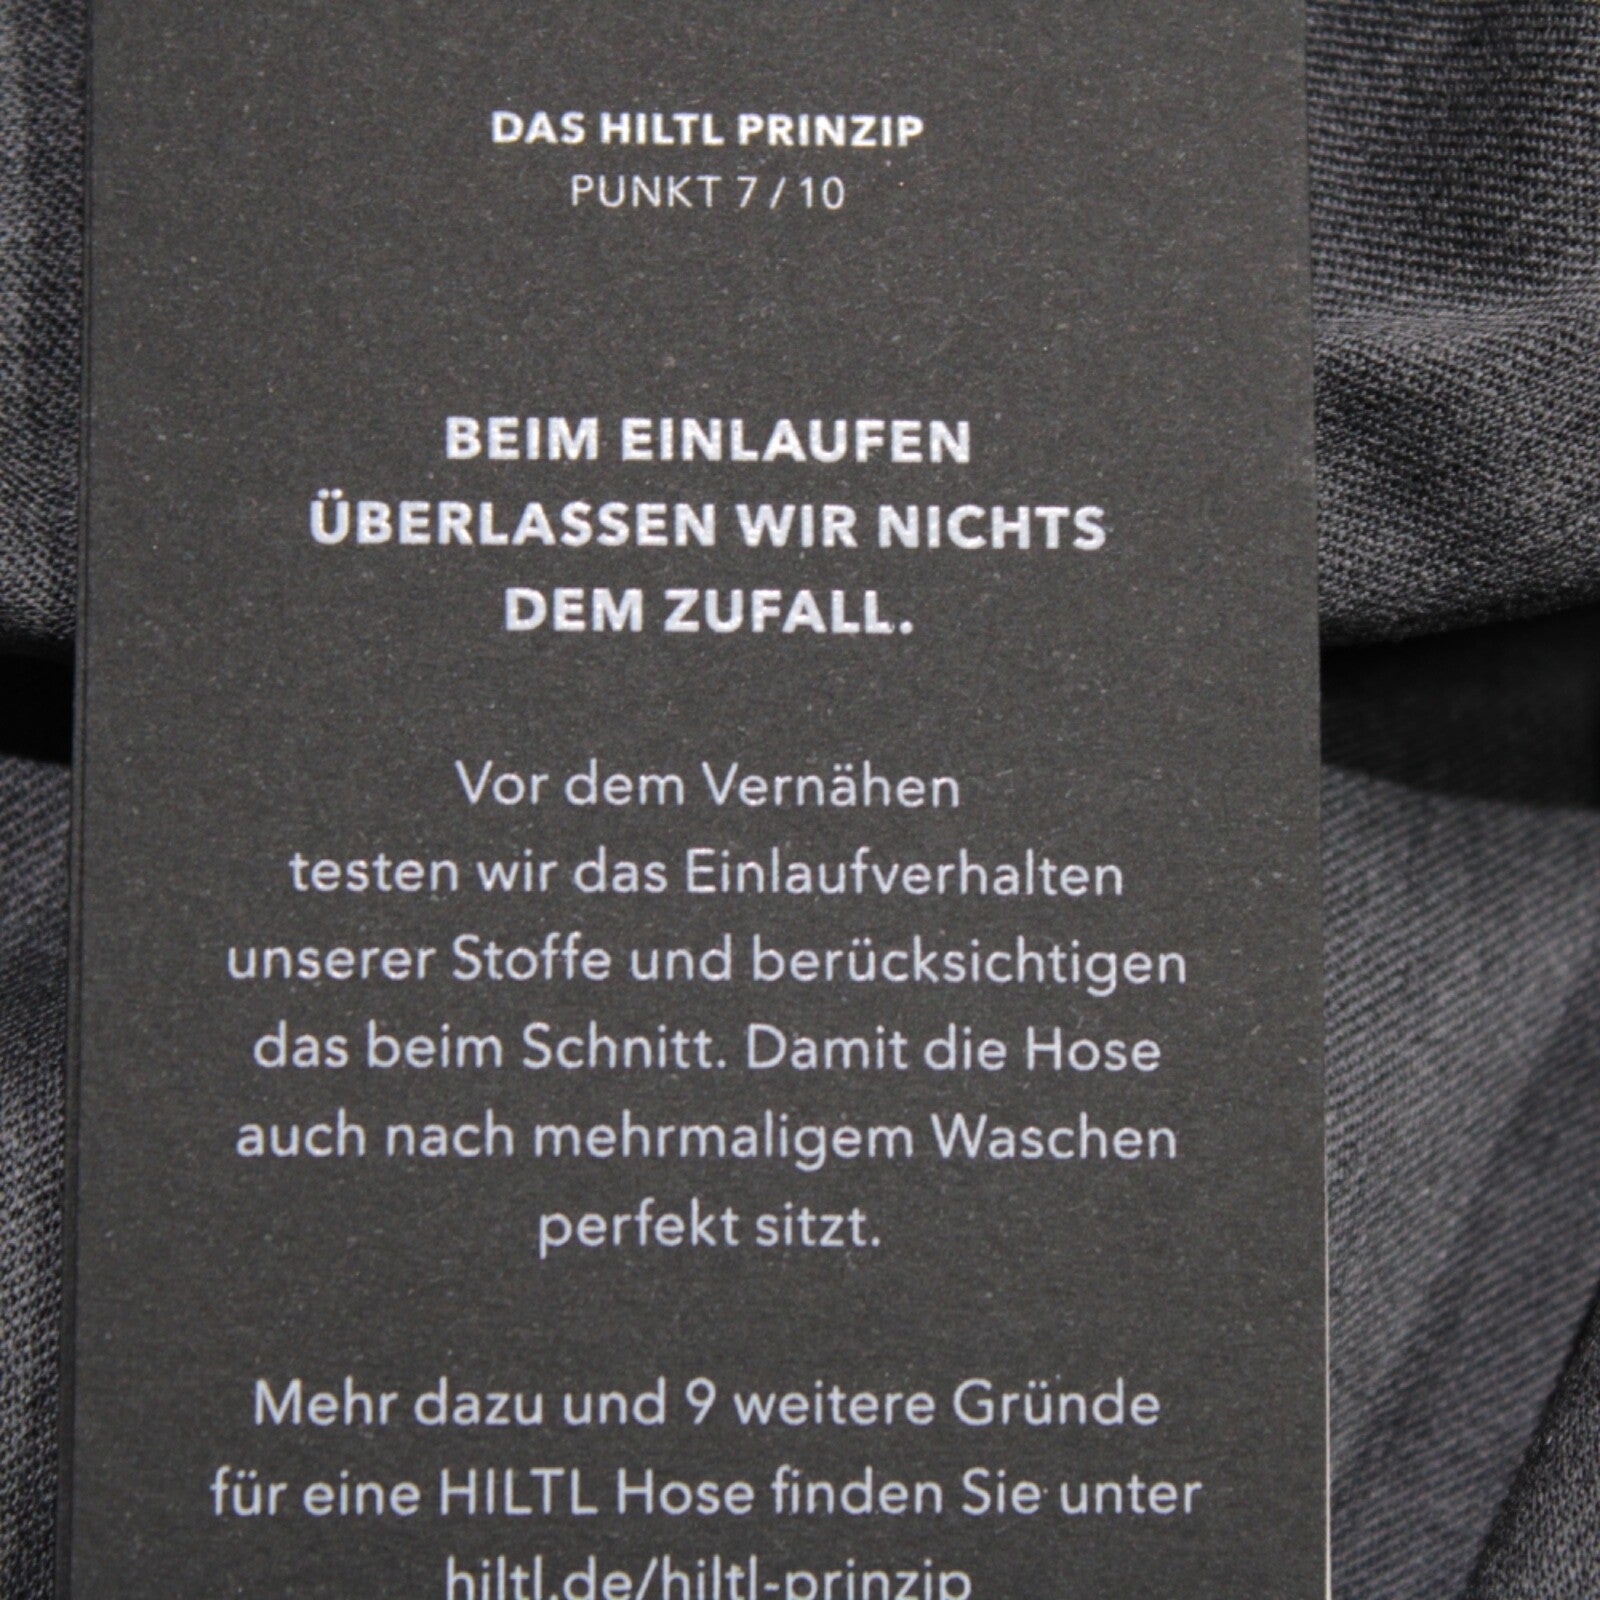 DAS HILTL PRINZIP
PUNKT 7 / 10
BEIM EINLAUFEN
ÜBERLASSEN WIR NICHTS
DEM ZUFALL.
Vor dem Vernähen
testen wir das Einlaufverhalten
unserer Stoffe und berücksichtigen
das beim Schnitt. Damit die Hose
auch nach mehrmaligem Waschen
perfekt sitzt.
Mehr dazu und 9 weitere Gründe
für eine HILTL Hose finden Sie unter
hiltl.de/hiltl-prinzip